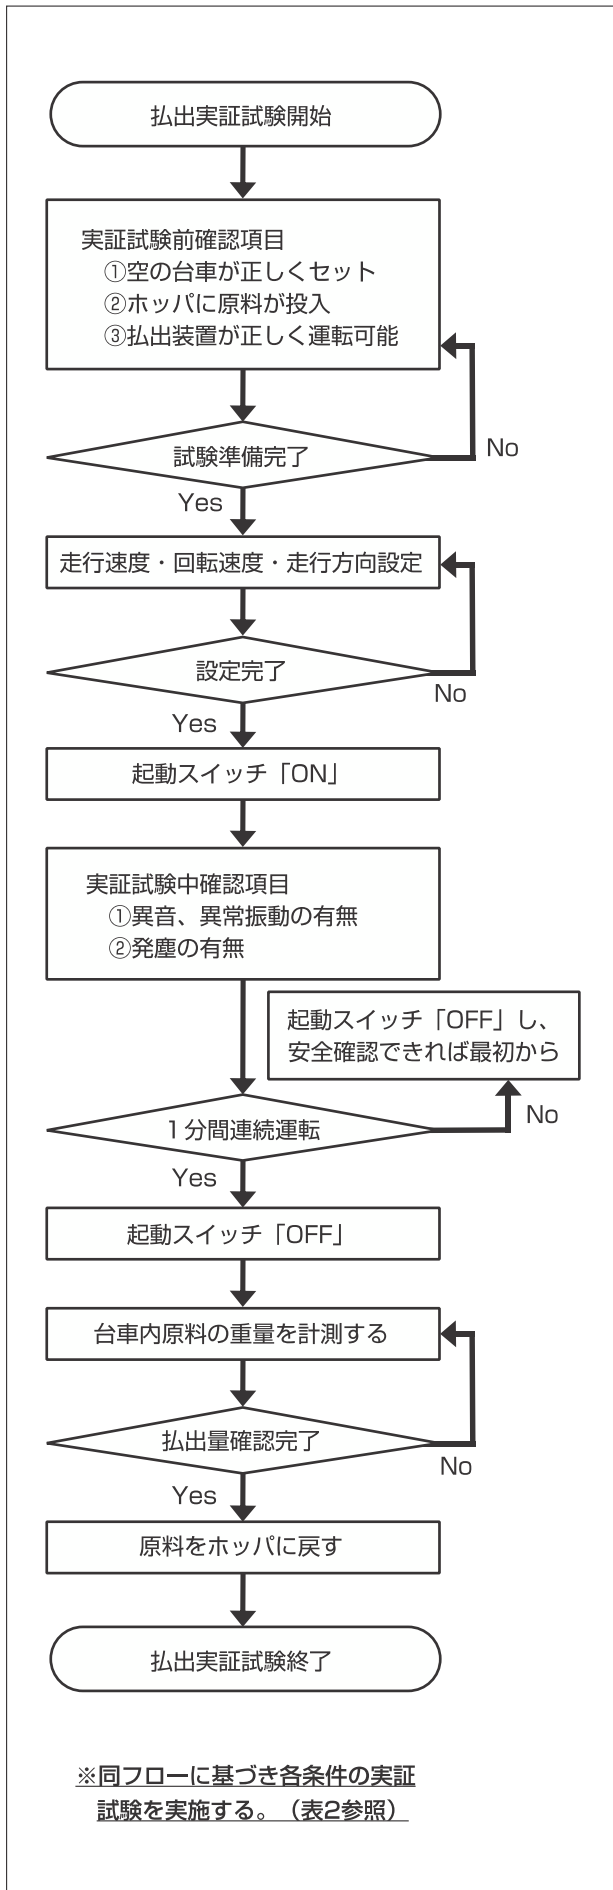 払出実証試験開始
実証試験前確認項目
①空の台車が正しくセット
②ホッパに原料が投入
③払出装置が正しく運転可能
試験準備完了
No
Yes
走行速度・回転速度・走行方向設定
設定完了
No
Yes
起動スイッチ「ON」
実証試験中確認項目
①異音、異常振動の有無
②発塵の有無
起動スイッチ「OFF」し、
安全確認できれば最初から
1分間連続運転
No
Yes
起動スイッチ「OFF」
台車内原料の重量を計測する
払出量確認完了
No
Yes
原料をホッパに戻す
払出実証試験終了
※同フローに基づき各条件の実証
試験を実施する。（表2参照）